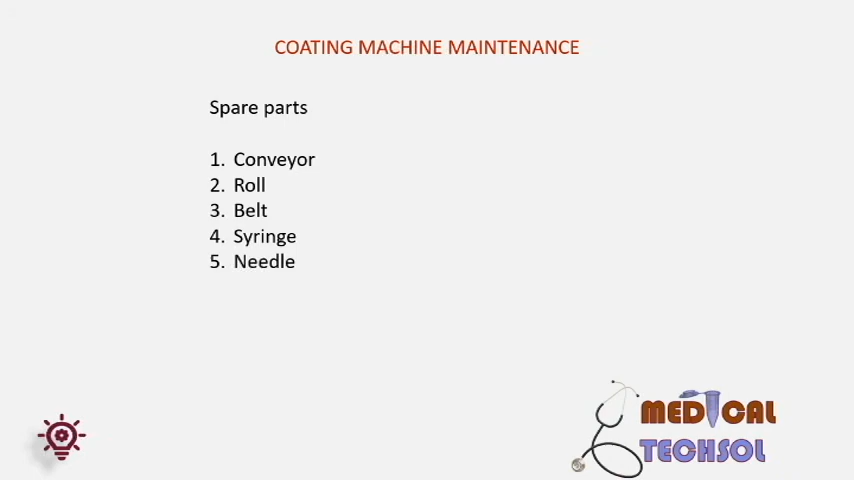 COATING MACHINE MAINTENANCE
Spare parts
1. Conveyor
2. Roll
3. Belt
4. Syringe
5. Needle
MEDICAL
TECHSOL